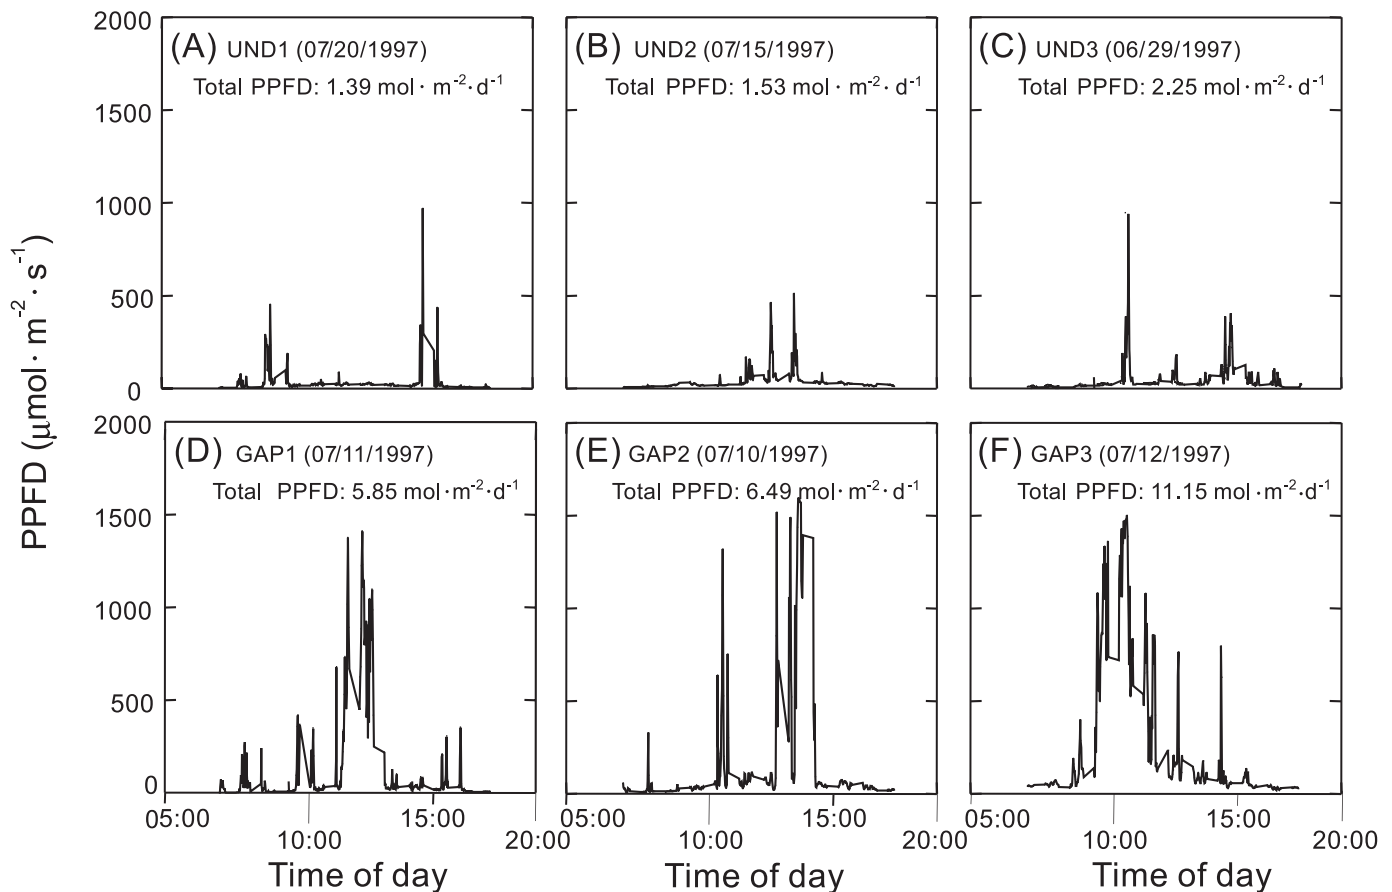 2000
1500
1000
500
0
PPFD (μmol· m⁻²· s⁻¹)
(A) UND1 (07/20/1997)
Total PPFD: 1.39 mol· m⁻²·d⁻¹
(B) UND2 (07/15/1997)
Total PPFD: 1.53 mol· m⁻²·d⁻¹
(C) UND3 (06/29/1997)
Total PPFD: 2.25 mol· m⁻²·d⁻¹
2000
1500
1000
500
0
(D) GAP1 (07/11/1997)
Total PPFD: 5.85 mol·m⁻²·d⁻¹
(E) GAP2 (07/10/1997)
Total PPFD: 6.49 mol·m⁻²·d⁻¹
(F) GAP3 (07/12/1997)
Total PPFD: 11.15 mol·m⁻²·d⁻¹
05:00 10:00 15:00 20:00
05:00 10:00 15:00 20:00
05:00 10:00 15:00 20:00
Time of day
Time of day
Time of day